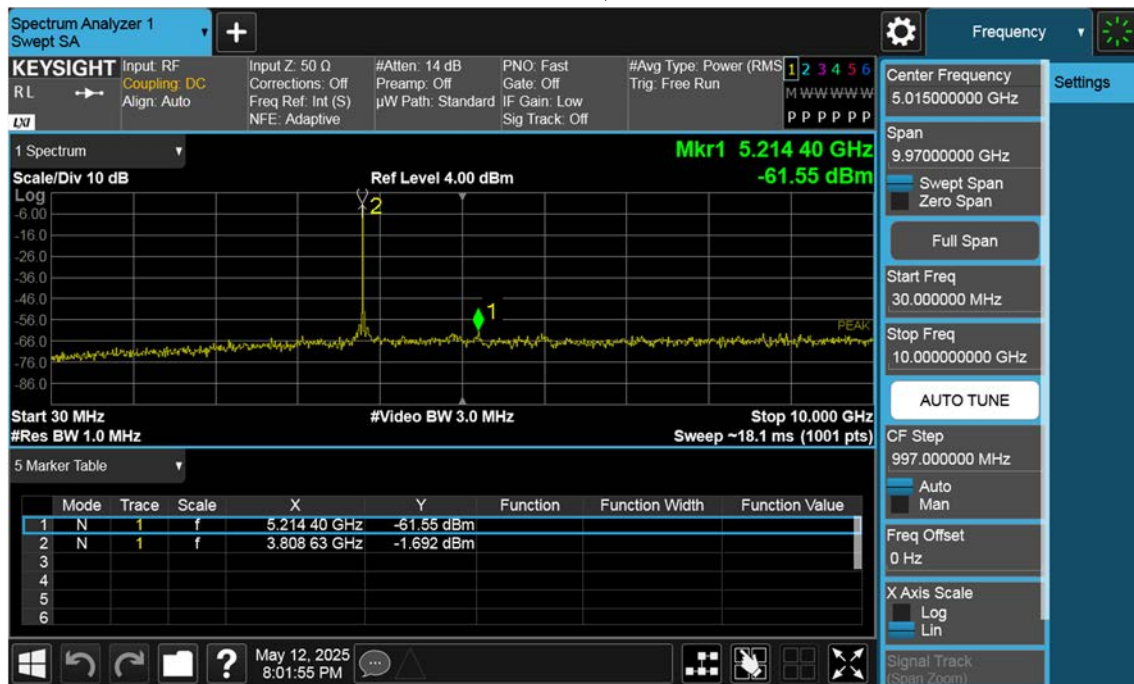 Spectrum Analyzer 1
Swept SA
+
Frequency
KEYSIGHT
RL
LXI
Input: RF
Coupling: DC
Align: Auto
Input Z: 50 Ω
Corrections: Off
Freq Ref: Int (S)
NFE: Adaptive
#Atten: 14 dB
Preamp: Off
µW Path: Standard
PNO: Fast
Gate: Off
IF Gain: Low
Sig Track: Off
#Avg Type: Power (RMS
Trig: Free Run
1 2 3 4 5 6
M W W W W W
P P P P P P
1 Spectrum
Mkr1 5.214 40 GHz
-61.55 dBm
Scale/Div 10 dB
Ref Level 4.00 dBm
Log
-6.00
-16.0
-26.0
-36.0
-46.0
-56.0
-66.0
-76.0
-86.0
2
1
PEAK
Start 30 MHz
#Video BW 3.0 MHz
Stop 10.000 GHz
#Res BW 1.0 MHz
Sweep ~18.1 ms (1001 pts)
5 Marker Table
Mode Trace Scale X Y Function Function Width Function Value
1 N 1 f 5.214 40 GHz -61.55 dBm
2 N 1 f 3.808 63 GHz -1.692 dBm
3
4
5
6
?
May 12, 2025
8:01:55 PM
Center Frequency
5.015000000 GHz
Span
9.97000000 GHz
Swept Span
Zero Span
Full Span
Start Freq
30.000000 MHz
Stop Freq
10.000000000 GHz
AUTO TUNE
CF Step
997.000000 MHz
Auto
Man
Freq Offset
0 Hz
X Axis Scale
Log
Lin
Signal Track
(Span Zoom)
Settings